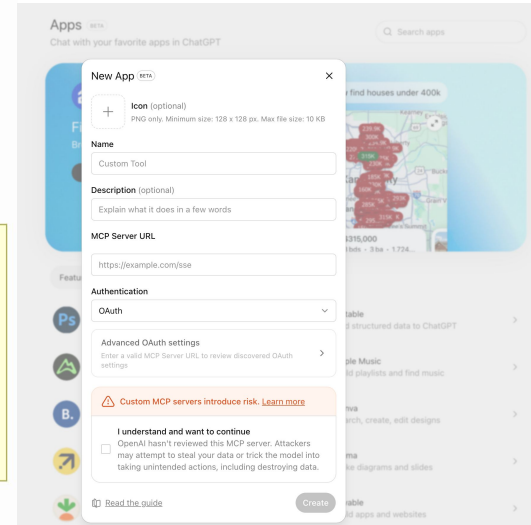 Apps BETA
Chat with your favorite apps in ChatGPT
Search apps
New App BETA
Icon (optional)
PNG only. Minimum size: 128 x 128 px. Max file size: 10 KB
Name
Custom Tool
Description (optional)
Explain what it does in a few words
MCP Server URL
https://example.com/sse
Authentication
OAuth
Advanced OAuth settings
Enter a valid MCP Server URL to review discovered OAuth
settings
Custom MCP servers introduce risk. Learn more
I understand and want to continue
OpenAI hasn't reviewed this MCP server. Attackers
may attempt to steal your data or trick the model into
taking unintended actions, including destroying data.
Read the guide
Create
find houses under 400k
Featu
Ps
B.
table
structured data to ChatGPT
ple Music
ld playlists and find music
nva
arch, create, edit designs
ma
ke diagrams and slides
vable
ld apps and websites